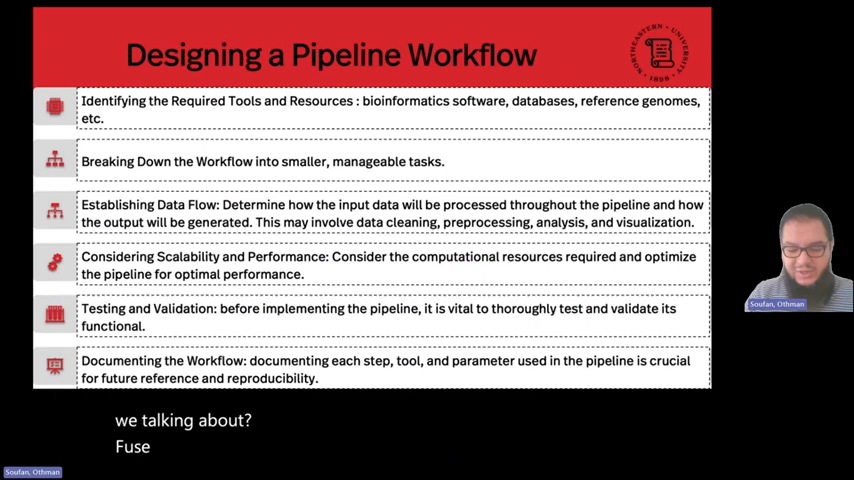 Designing a Pipeline Workflow
NORTHEASTERN UNIVERSITY
1898
Identifying the Required Tools and Resources : bioinformatics software, databases, reference genomes,
etc.
Breaking Down the Workflow into smaller, manageable tasks.
Establishing Data Flow: Determine how the input data will be processed throughout the pipeline and how
the output will be generated. This may involve data cleaning, preprocessing, analysis, and visualization.
Considering Scalability and Performance: Consider the computational resources required and optimize
the pipeline for optimal performance.
Testing and Validation: before implementing the pipeline, it is vital to thoroughly test and validate its
functional.
Documenting the Workflow: documenting each step, tool, and parameter used in the pipeline is crucial
for future reference and reproducibility.
Soufan, Othman
we talking about?
Fuse
Soufan, Othman